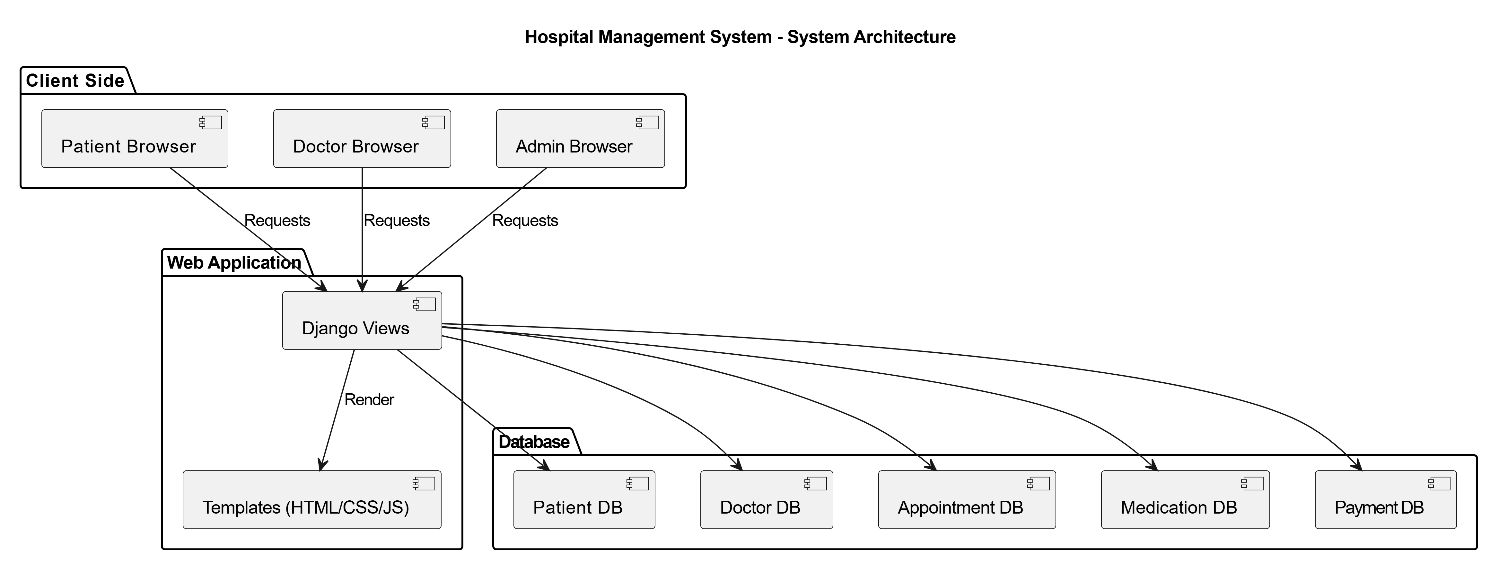 Hospital Management System - System Architecture
Client Side
Patient Browser
Doctor Browser
Admin Browser
Requests
Requests
Requests
Web Application
Django Views
Render
Database
Templates (HTML/CSS/JS)
Patient DB
Doctor DB
Appointment DB
Medication DB
Payment DB